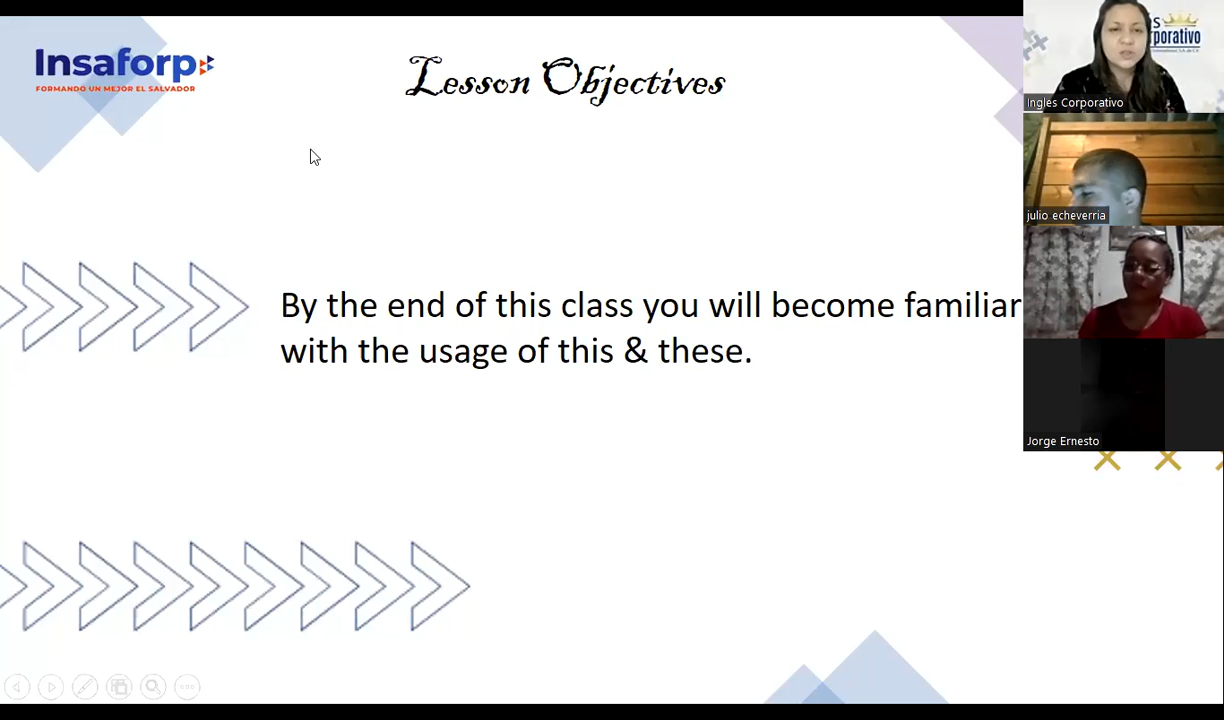 Insaforp
FORMANDO UN MEJOR EL SALVADOR
Lesson Objectives
By the end of this class you will become familiar
with the usage of this & these.
Inglés Corporativo
julio echeverria
Jorge Ernesto